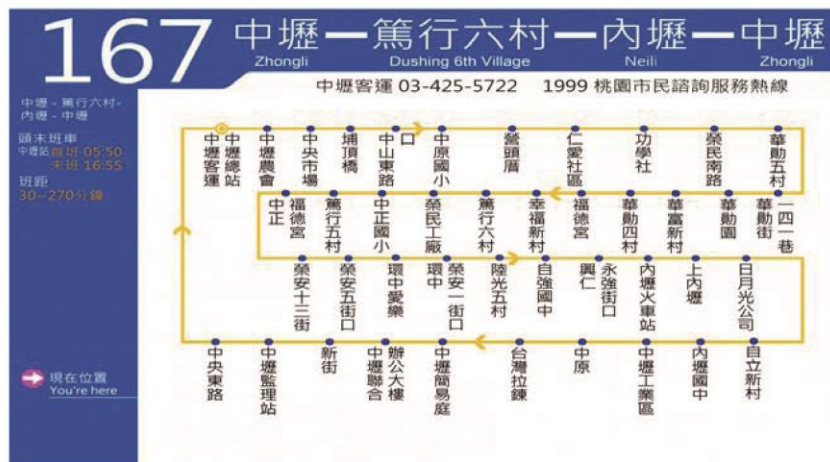 167
中壢－篤行六村－內壢－中壢
Zhongli Dushing 6th Village Neili Zhongli
中壢客運 03-425-5722 1999 桃園市民諮詢服務熱線
中壢 - 篤行六村-
內壢 - 中壢
頭末班車
中壢站 首班 05:50
末班 16:55
班距
30~270分鐘
中壢客運
中壢總站
中壢農會
中央市場
埔頂橋
中山東路
口
中原國小
營頭厝
仁愛社區
功學社
榮民南路
華勛五村
中正
福德宮
篤行五村
中正國小
榮民工廠
篤行六村
幸福新村
福德宮
華勛四村
華富新村
華勛園
華勛街
一四一巷
榮安十三街
榮安五街口
環中愛樂
環中
榮安一街口
陸光五村
自強國中
興仁
永強街口
內壢火車站
上內壢
日月光公司
中央東路
中壢監理站
新街
中壢聯合
辦公大樓
中壢簡易庭
台灣拉鍊
中原
中壢工業區
內壢國中
自立新村
現在位置
You're here